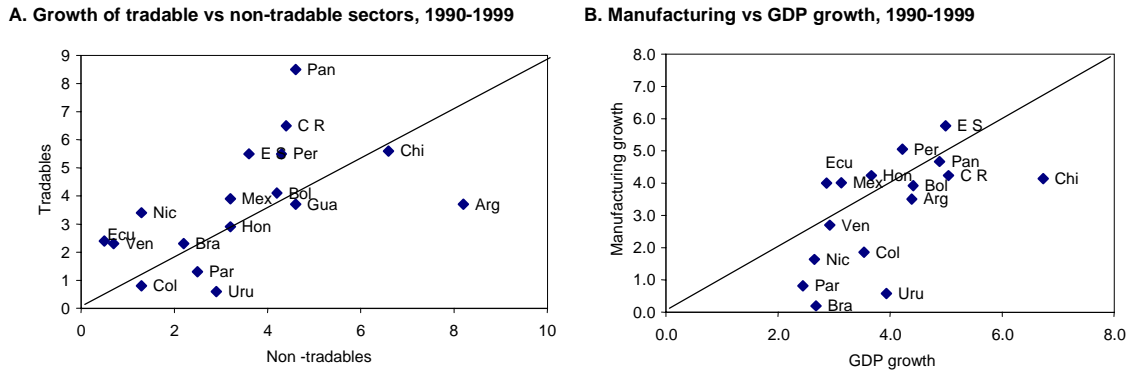 A. Growth of tradable vs non-tradable sectors, 1990-1999
9
8
7
6
5
4
3
2
1
0
Tradables
Pan
C R
E S
Per
Chi
Mex
Bol
Gua
Arg
Nic
Hon
Ecu
Ven
Bra
Par
Col
Uru
0 2 4 6 8 10
Non -tradables
B. Manufacturing vs GDP growth, 1990-1999
8.0
7.0
6.0
5.0
4.0
3.0
2.0
1.0
0.0
Manufacturing growth
E S
Per
Pan
Ecu
Hon
C R
Chi
Mex
Bol
Arg
Ven
Col
Nic
Par
Uru
Bra
0.0 2.0 4.0 6.0 8.0
GDP growth